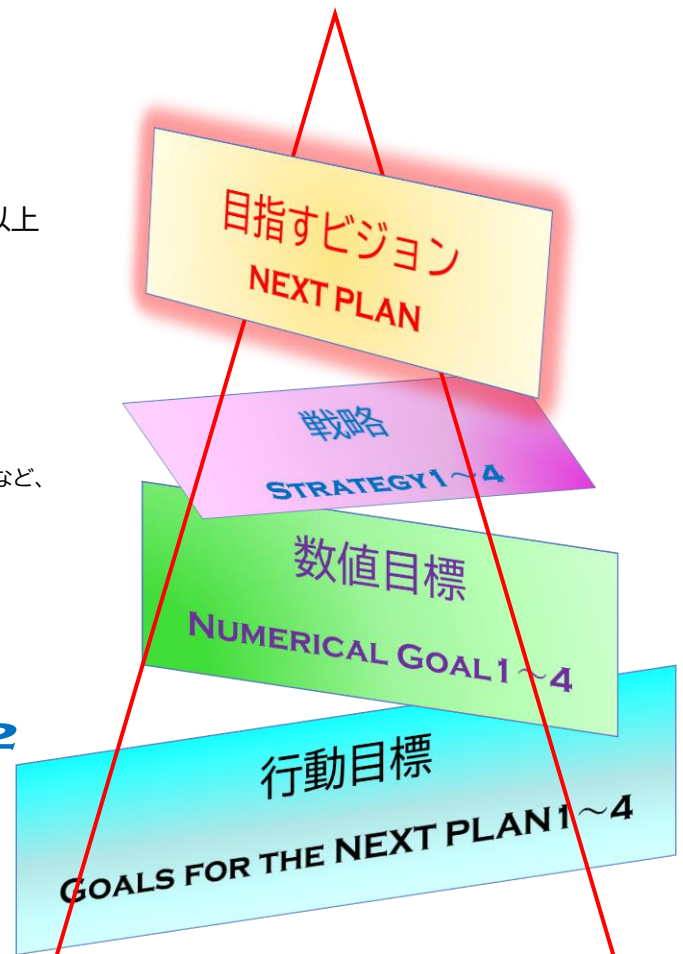 以上
目指すビジョン
NEXT PLAN
戦略
STRATEGY1~4
など、
数値目標
NUMERICAL GOAL1~4
2
行動目標
GOALS FOR THE NEXT PLAN1~4